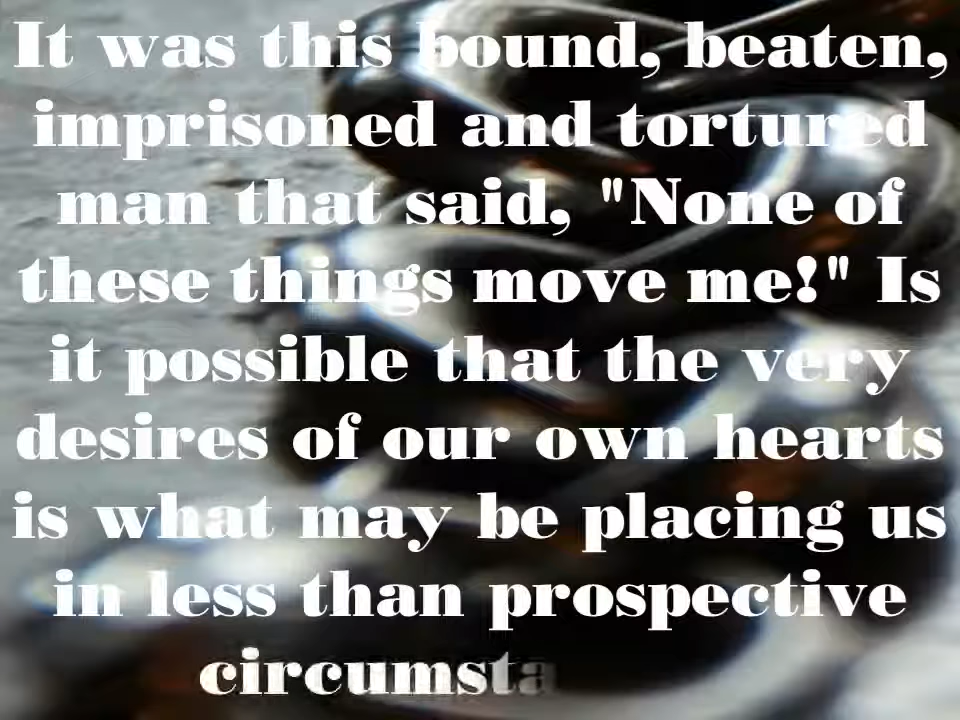 It was this bound, beaten,
imprisoned and tortured
man that said, "None of
these things move me!" Is
it possible that the very
desires of our own hearts
is what may be placing us
in less than prospective
circumsta